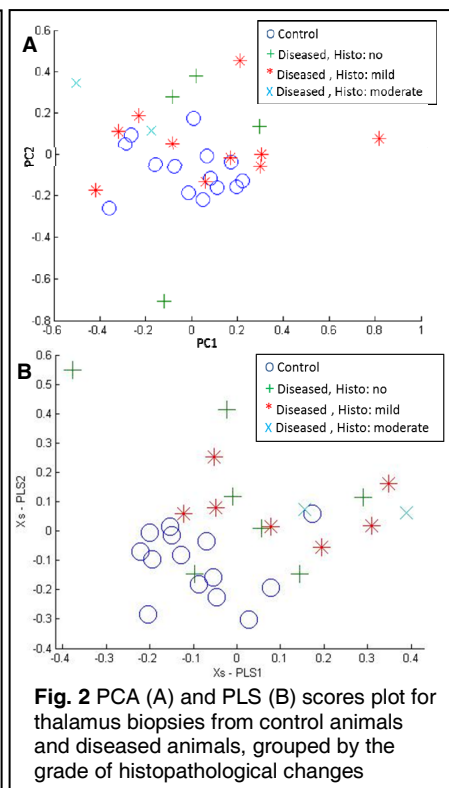 A
0.6
0.4
0.2
0
-0.2
-0.4
-0.6
-0.8
PC2
-0.6
-0.4
-0.2
0
0.2
0.4
0.6
0.8
1
PC1
Control
Diseased, Histo: no
Diseased, Histo: mild
Diseased, Histo: moderate
B
0.6
0.5
0.4
0.3
0.2
0.1
0
-0.1
-0.2
-0.3
-0.4
Xs - PLS2
-0.4
-0.3
-0.2
-0.1
0
0.1
0.2
0.3
0.4
Xs - PLS1
Control
Diseased , Histo: no
Diseased , Histo: mild
Diseased , Histo: moderate
Fig. 2 PCA (A) and PLS (B) scores plot for
thalamus biopsies from control animals
and diseased animals, grouped by the
grade of histopathological changes